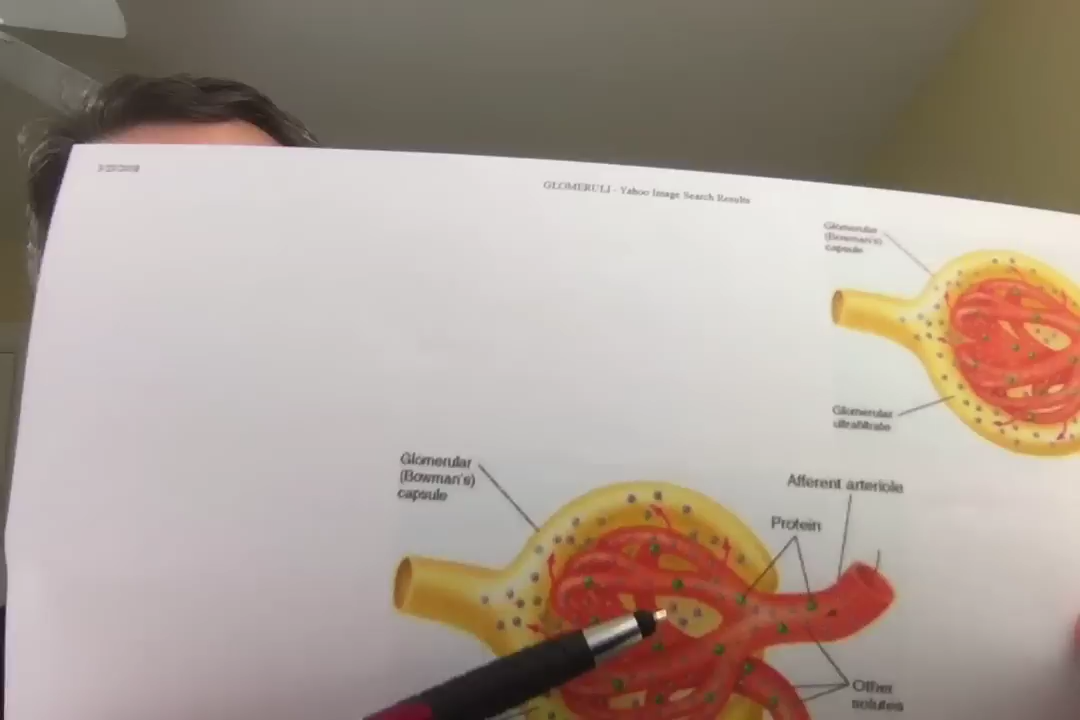 GLOMERULI - Yahoo Image Search Results
Glomerular
(Bowman's)
capsule
Glomerular
ultrafiltrate
Glomerular
(Bowman's)
capsule
Afferent arteriole
Protein
Other
solutes